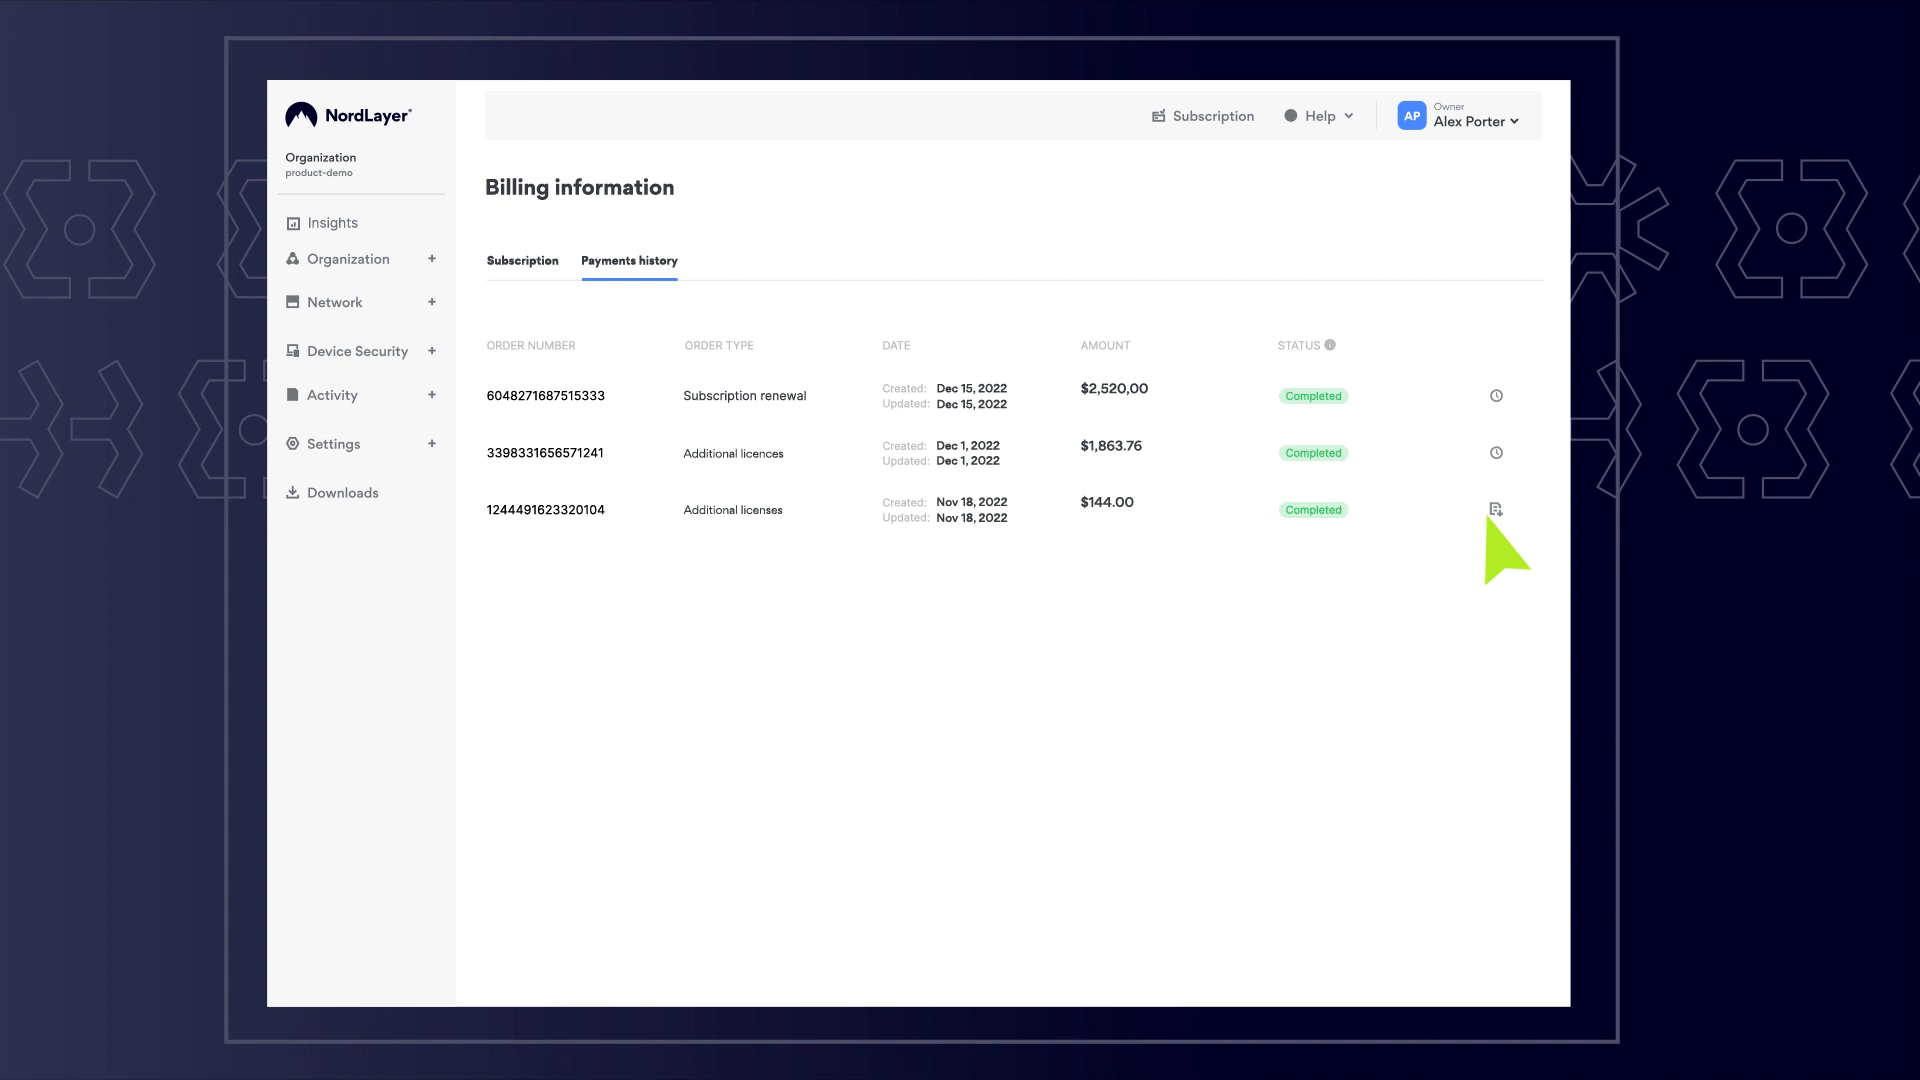 NordLayer®
Organization
product-demo
Insights
Organization +
Network +
Device Security +
Activity +
Settings +
Downloads
Subscription
Help
AP
Owner
Alex Porter
Billing information
Subscription Payments history
ORDER NUMBER ORDER TYPE DATE AMOUNT STATUS
6048271687515333 Subscription renewal Created: Dec 15, 2022 $2,520,00 Completed
Updated: Dec 15, 2022
3398331656571241 Additional licences Created: Dec 1, 2022 $1,863.76 Completed
Updated: Dec 1, 2022
1244491623320104 Additional licenses Created: Nov 18, 2022 $144.00 Completed
Updated: Nov 18, 2022